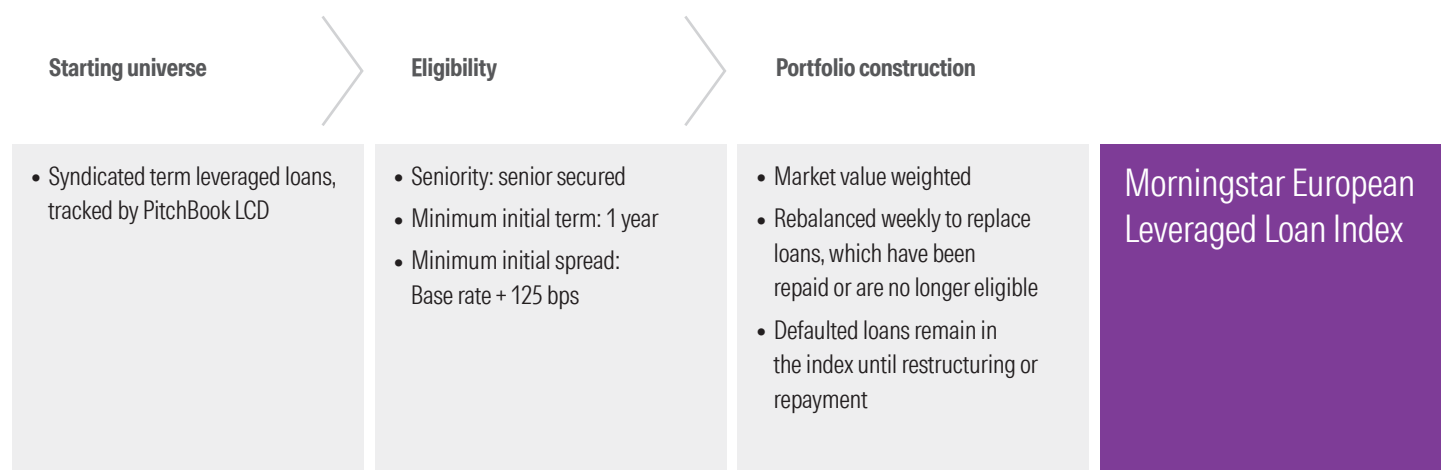 Starting universe
Eligibility
Portfolio construction
• Syndicated term leveraged loans,
tracked by PitchBook LCD
• Seniority: senior secured
• Minimum initial term: 1 year
• Minimum initial spread:
Base rate + 125 bps
• Market value weighted
• Rebalanced weekly to replace
loans, which have been
repaid or are no longer eligible
• Defaulted loans remain in
the index until restructuring or
repayment
Morningstar European
Leveraged Loan Index